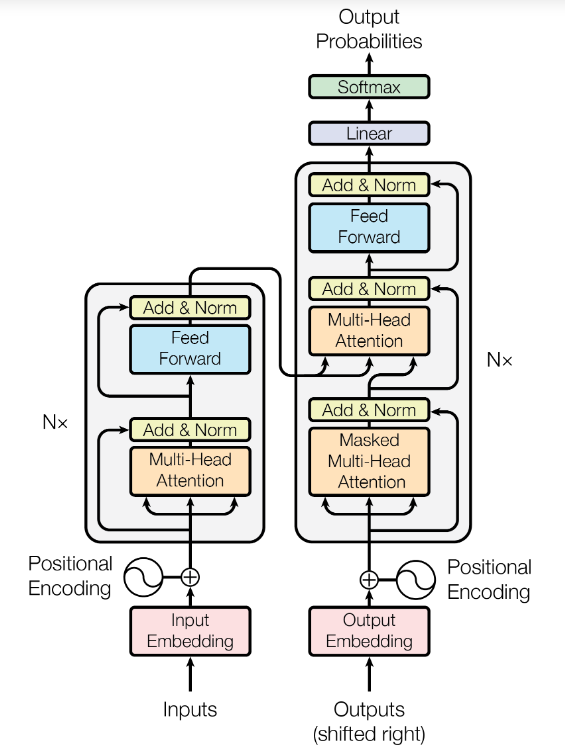 Output
Probabilities
Softmax
Linear
Add & Norm
Feed
Forward
Add & Norm
Multi-Head
Attention
Nx
Add & Norm
Masked
Multi-Head
Attention
Add & Norm
Feed
Forward
Nx
Add & Norm
Multi-Head
Attention
Positional
Encoding
Positional
Encoding
Input
Embedding
Output
Embedding
Inputs
Outputs
(shifted right)